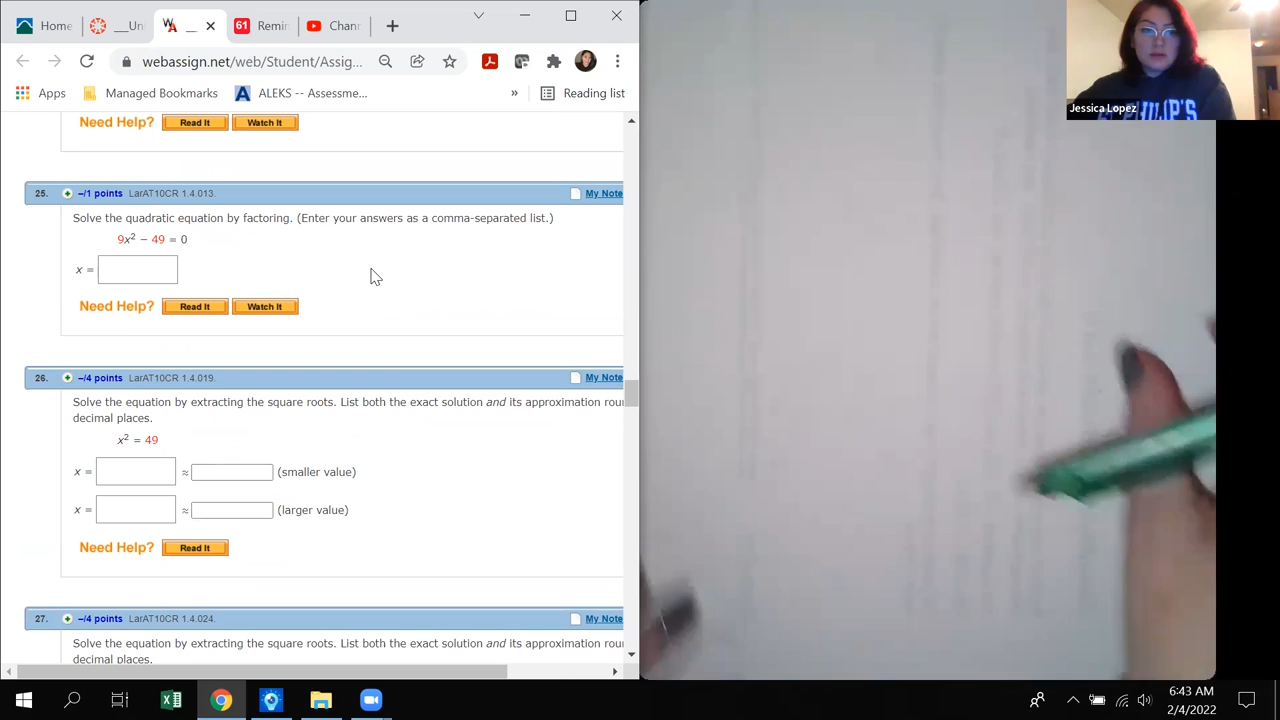 Home
__Un
__
61 Remin
Chann
webassign.net/web/Student/Assig...
Apps
Managed Bookmarks
ALEKS -- Assessme...
»
Reading list
Need Help? Read It Watch It
25. –/1 points LarAT10CR 1.4.013. My Note
Solve the quadratic equation by factoring. (Enter your answers as a comma-separated list.)
9x² − 49 = 0
x =
Need Help? Read It Watch It
26. –/4 points LarAT10CR 1.4.019. My Note
Solve the equation by extracting the square roots. List both the exact solution and its approximation rour
decimal places.
x² = 49
x = ≈ (smaller value)
x = ≈ (larger value)
Need Help? Read It
27. –/4 points LarAT10CR 1.4.024. My Note
Solve the equation by extracting the square roots. List both the exact solution and its approximation rour
decimal places.
Jessica Lopez
PHILIP'S
6:43 AM
2/4/2022